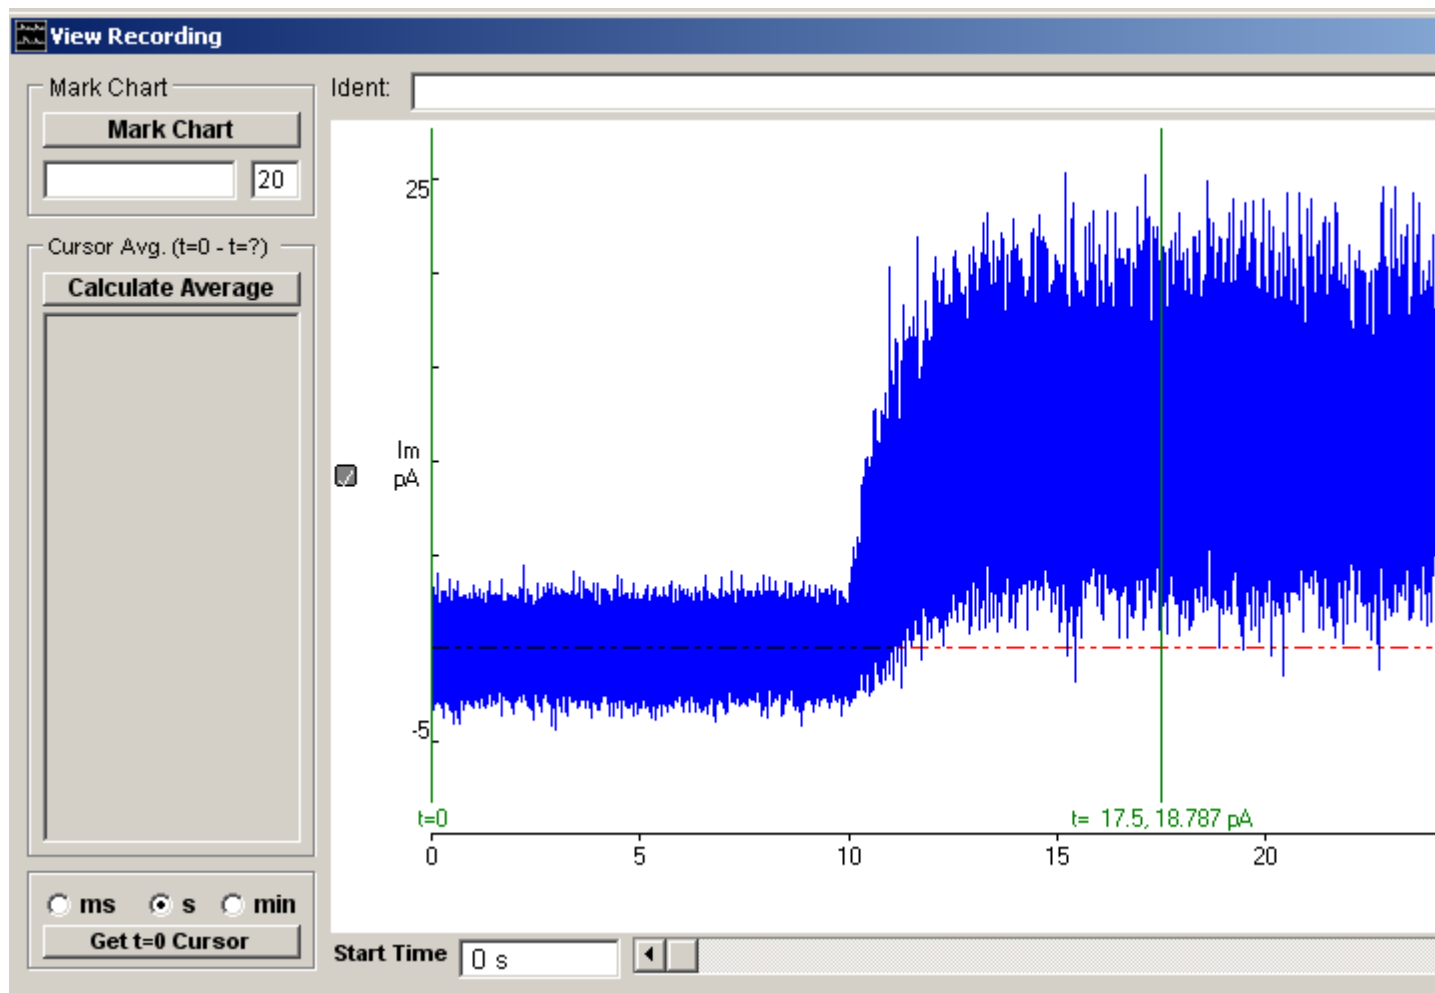 View Recording
Mark Chart
Mark Chart
20
Cursor Avg. (t=0 - t=?)
Calculate Average
ms s min
Get t=0 Cursor
Ident:
25
Im
pA
-5
t=0 t= 17.5, 18.787 pA
0 5 10 15 20
Start Time 0 s